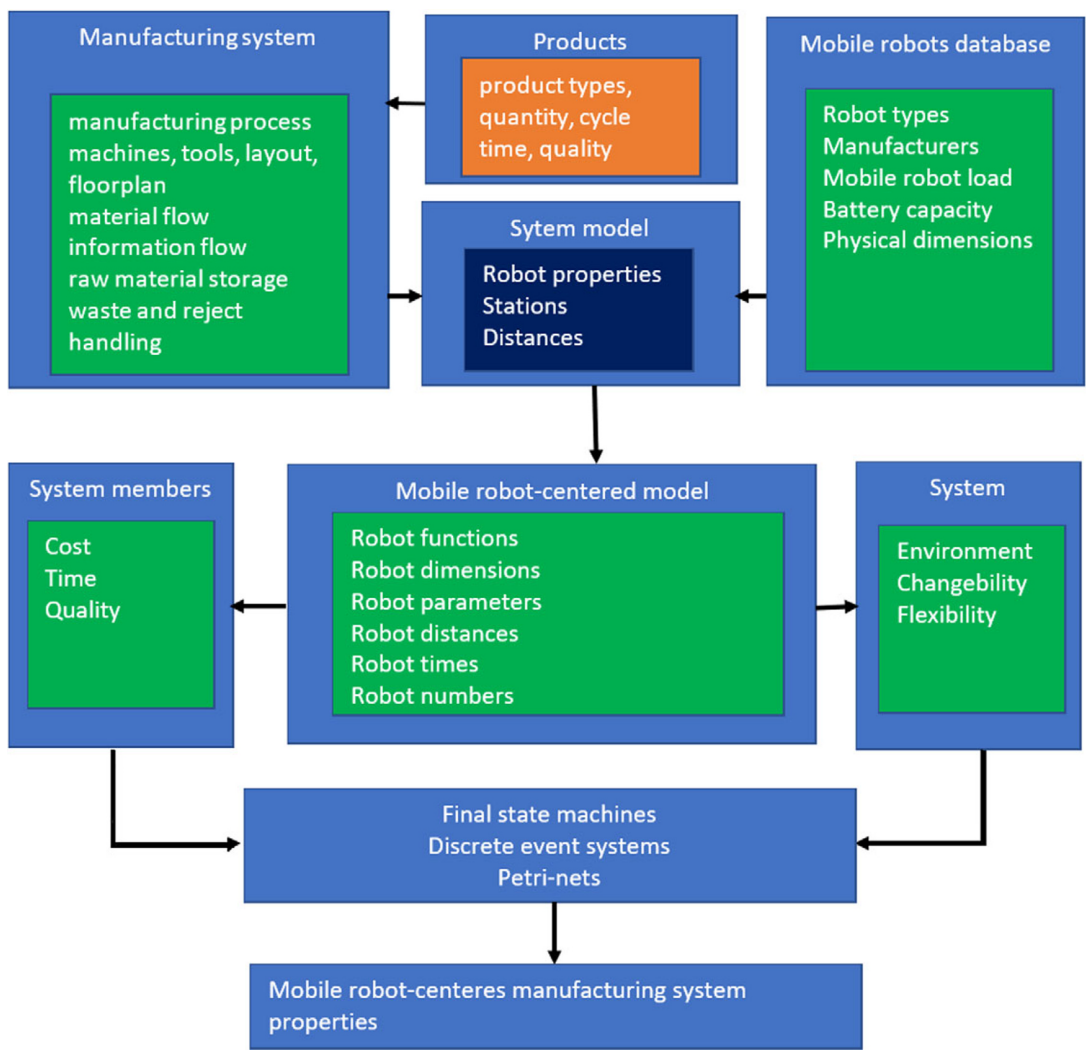 Manufacturing system
manufacturing process
machines, tools, layout,
floorplan
material flow
information flow
raw material storage
waste and reject
handling
Products
product types,
quantity, cycle
time, quality
Mobile robots database
Robot types
Manufacturers
Mobile robot load
Battery capacity
Physical dimensions
Sytem model
Robot properties
Stations
Distances
System members
Cost
Time
Quality
Mobile robot-centered model
Robot functions
Robot dimensions
Robot parameters
Robot distances
Robot times
Robot numbers
System
Environment
Changebility
Flexibility
Final state machines
Discrete event systems
Petri-nets
Mobile robot-centeres manufacturing system
properties